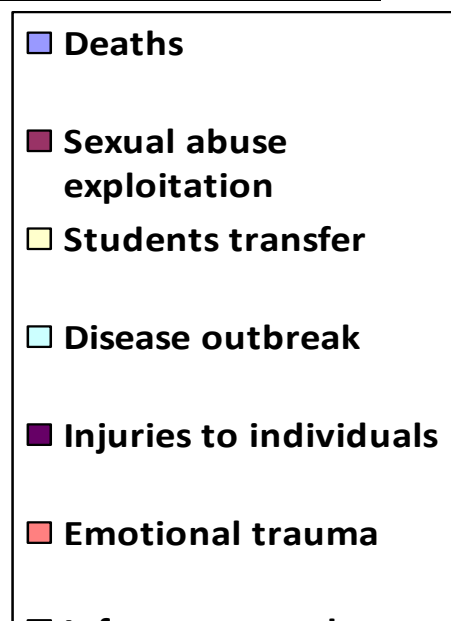 Deaths
Sexual abuse
exploitation
Students transfer
Disease outbreak
Injuries to individuals
Emotional trauma